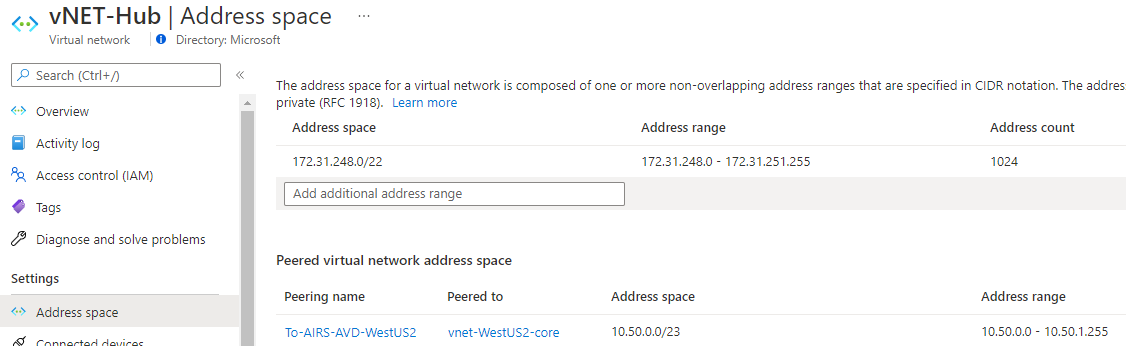 vNET-Hub | Address space ...
Virtual network
Directory: Microsoft
Search (Ctrl+/)
«
Overview
Activity log
Access control (IAM)
Tags
Diagnose and solve problems
Settings
Address space
Connected devices
The address space for a virtual network is composed of one or more non-overlapping address ranges that are specified in CIDR notation. The addres
private (RFC 1918). Learn more
Address space Address range Address count
172.31.248.0/22 172.31.248.0 - 172.31.251.255 1024
Add additional address range
Peered virtual network address space
Peering name Peered to Address space Address range
To-AIRS-AVD-WestUS2 vnet-WestUS2-core 10.50.0.0/23 10.50.0.0 - 10.50.1.255